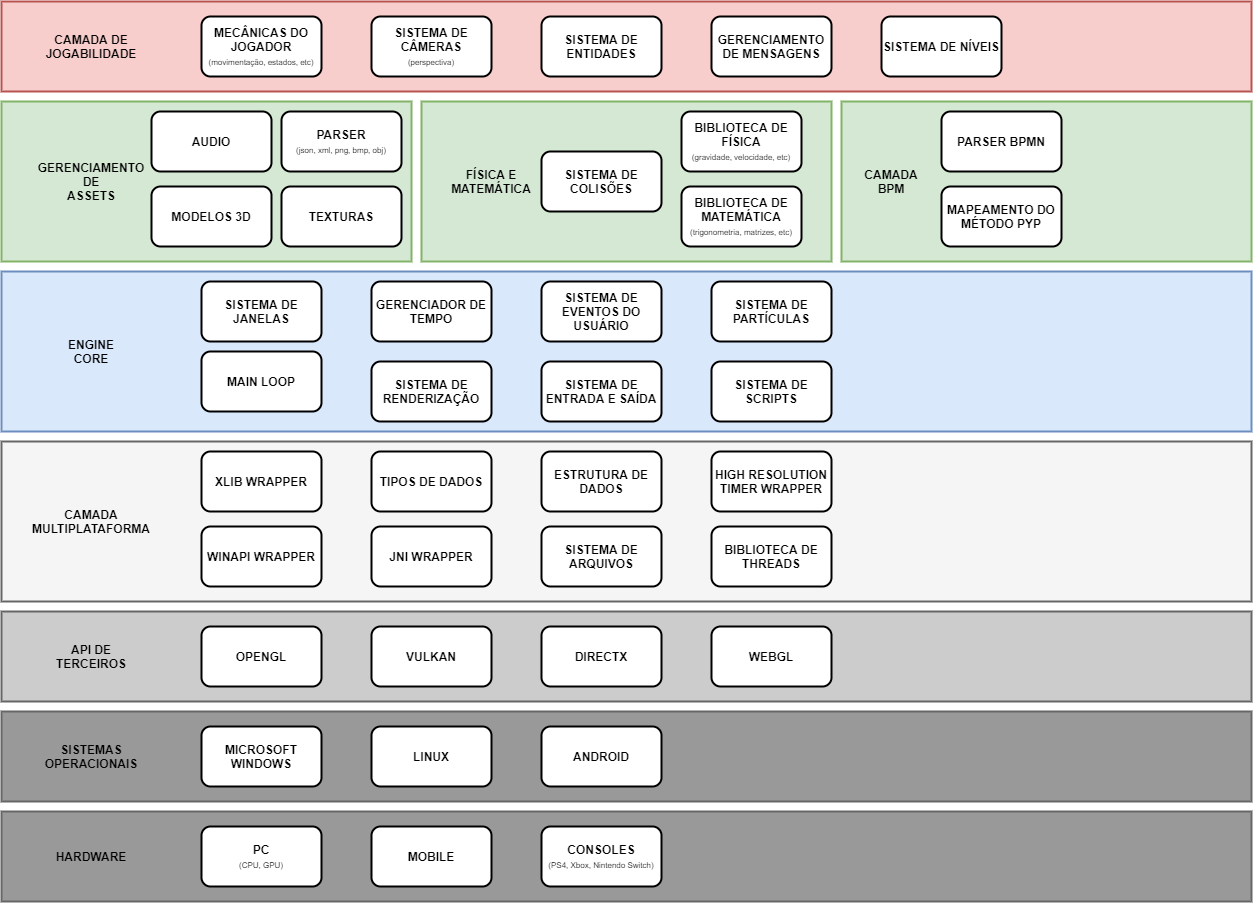 CAMADA DE
JOGABILIDADE
MECÂNICAS DO
JOGADOR
(movimentação, estados, etc)
SISTEMA DE
CÂMERAS
(perspectiva)
SISTEMA DE
ENTIDADES
GERENCIAMENTO
DE MENSAGENS
SISTEMA DE NÍVEIS
GERENCIAMENTO
DE
ASSETS
AUDIO
PARSER
(json, xml, png, bmp, obj)
MODELOS 3D
TEXTURAS
FÍSICA E
MATEMÁTICA
SISTEMA DE
COLISÕES
BIBLIOTECA DE
FÍSICA
(gravidade, velocidade, etc)
BIBLIOTECA DE
MATEMÁTICA
(trigonometria, matrizes, etc)
CAMADA
BPM
PARSER BPMN
MAPEAMENTO DO
MÉTODO PYP
ENGINE
CORE
SISTEMA DE
JANELAS
GERENCIADOR DE
TEMPO
SISTEMA DE
EVENTOS DO
USUÁRIO
SISTEMA DE
PARTÍCULAS
MAIN LOOP
SISTEMA DE
RENDERIZAÇÃO
SISTEMA DE
ENTRADA E SAÍDA
SISTEMA DE
SCRIPTS
CAMADA
MULTIPLATAFORMA
XLIB WRAPPER
TIPOS DE DADOS
ESTRUTURA DE
DADOS
HIGH RESOLUTION
TIMER WRAPPER
WINAPI WRAPPER
JNI WRAPPER
SISTEMA DE
ARQUIVOS
BIBLIOTECA DE
THREADS
API DE
TERCEIROS
OPENGL
VULKAN
DIRECTX
WEBGL
SISTEMAS
OPERACIONAIS
MICROSOFT
WINDOWS
LINUX
ANDROID
HARDWARE
PC
(CPU, GPU)
MOBILE
CONSOLES
(PS4, Xbox, Nintendo Switch)